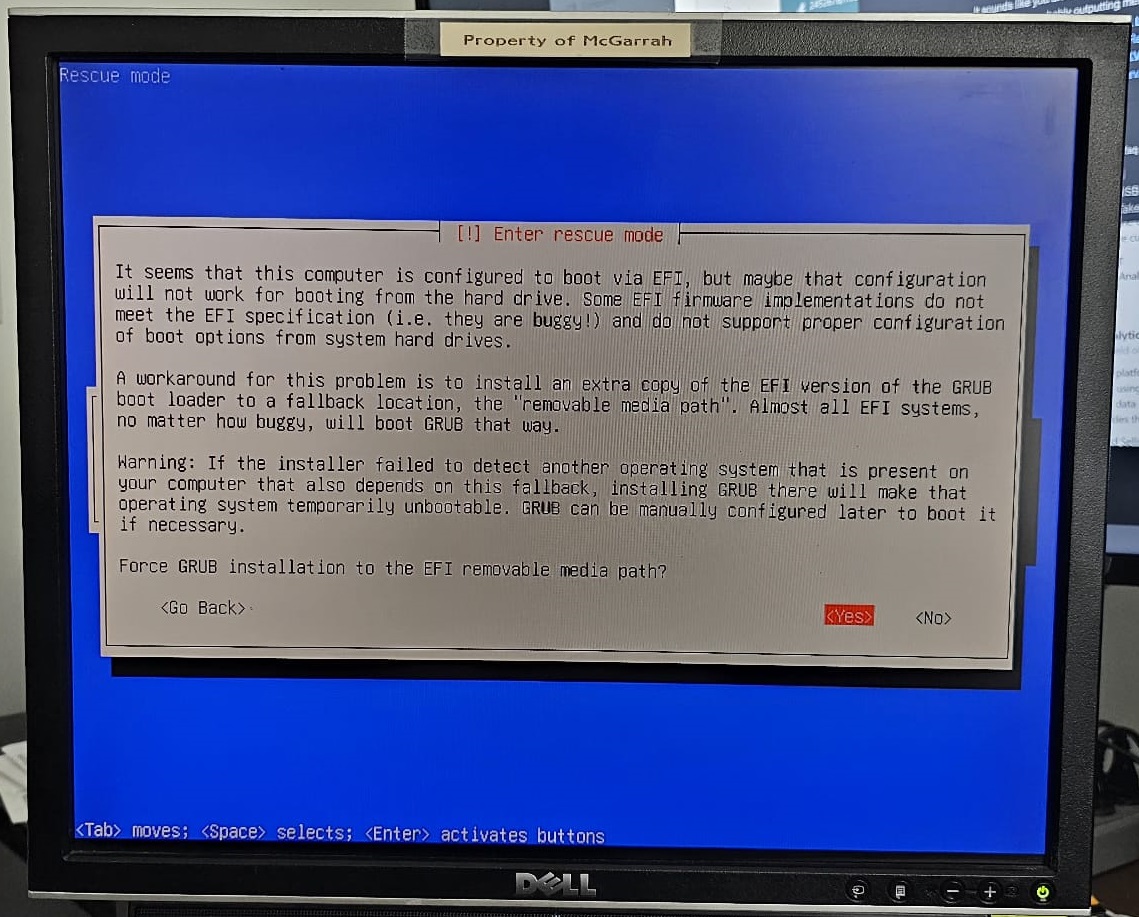 Property of McGarrah
Rescue mode
[!] Enter rescue mode
It seems that this computer is configured to boot via EFI, but maybe that configuration
will not work for booting from the hard drive. Some EFI firmware implementations do not
meet the EFI specification (i.e. they are buggy!) and do not support proper configuration
of boot options from system hard drives.
A workaround for this problem is to install an extra copy of the EFI version of the GRUB
boot loader to a fallback location, the "removable media path". Almost all EFI systems,
no matter how buggy, will boot GRUB that way.
Warning: If the installer failed to detect another operating system that is present on
your computer that also depends on this fallback, installing GRUB there will make that
operating system temporarily unbootable. GRUB can be manually configured later to boot it
if necessary.
Force GRUB installation to the EFI removable media path?
<Go Back> <Yes> <No>
<Tab> moves; <Space> selects; <Enter> activates buttons
DELL